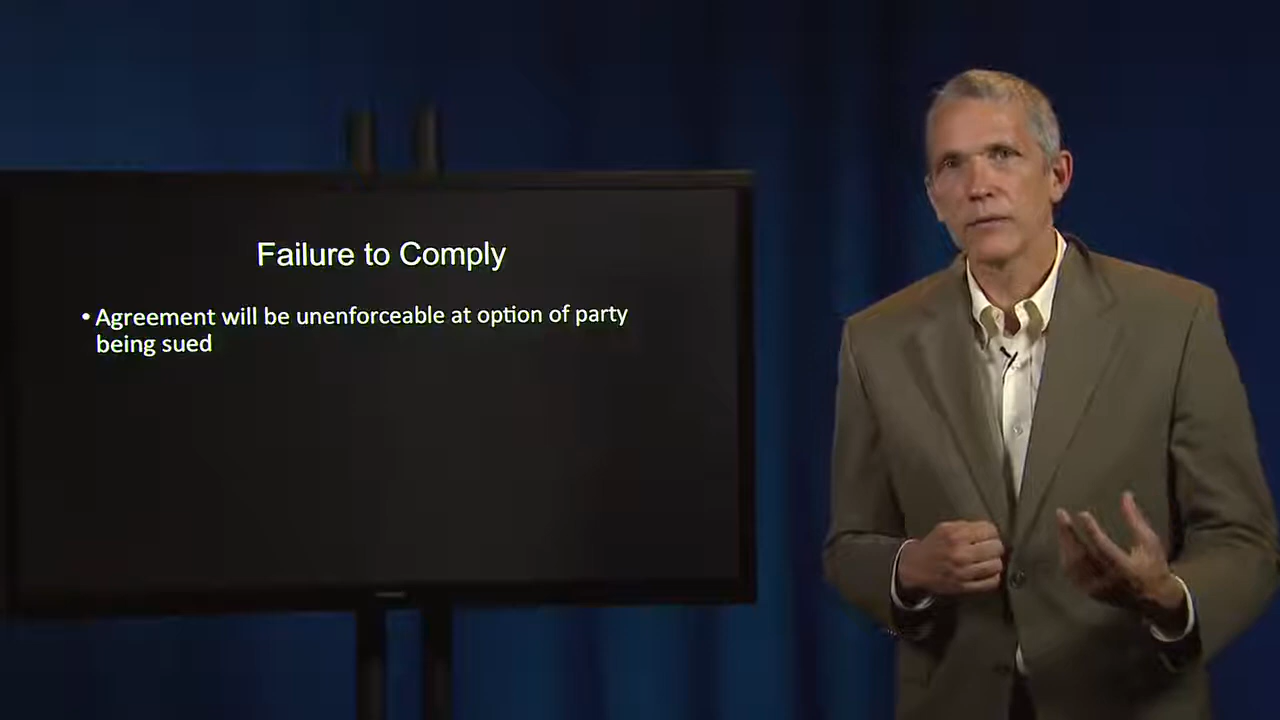 Failure to Comply
• Agreement will be unenforceable at option of party
being sued